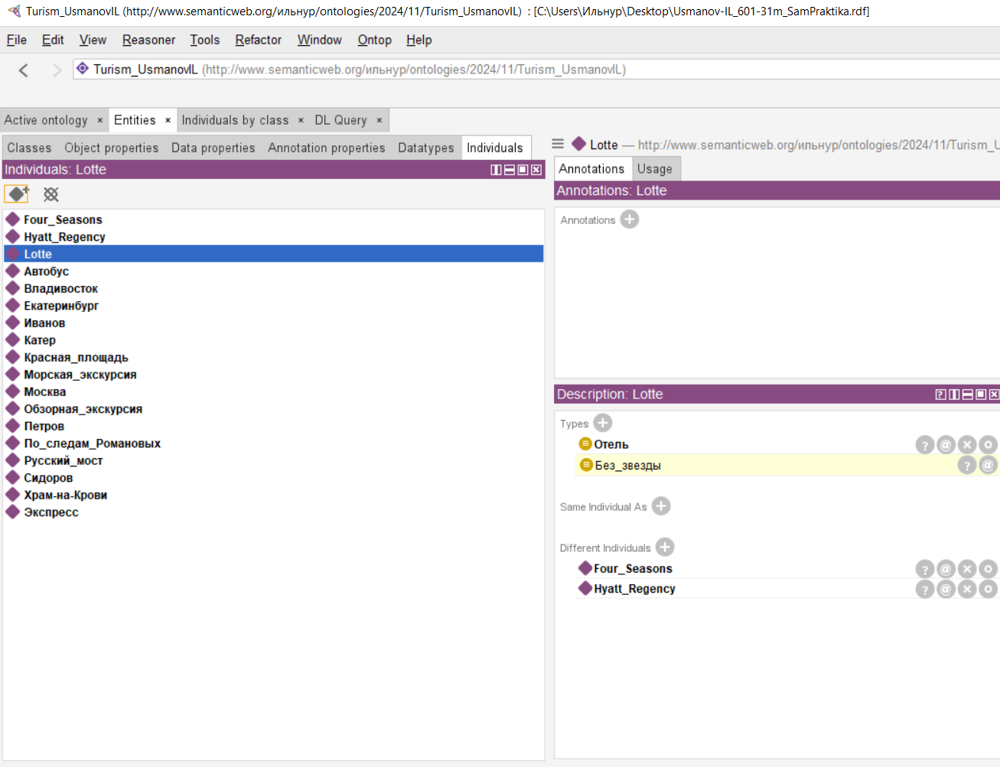 Turism_UsmanovIL (http://www.semanticweb.org/ильнур/ontologies/2024/11/Turism_UsmanovIL) : [C:\Users\Ильнур\Desktop\Usmanov-IL_601-31m_SamPraktika.rdf]
File Edit View Reasoner Tools Refactor Window Ontop Help
Turism_UsmanovIL (http://www.semanticweb.org/ильнур/ontologies/2024/11/Turism_UsmanovIL)
Active ontology × Entities × Individuals by class × DL Query ×
Classes Object properties Data properties Annotation properties Datatypes Individuals
Individuals: Lotte
Four_Seasons
Hyatt_Regency
Lotte
Автобус
Владивосток
Екатеринбург
Иванов
Катер
Красная_площадь
Морская_экскурсия
Москва
Обзорная_экскурсия
Петров
По_следам_Романовых
Русский_мост
Сидоров
Храм-на-Крови
Экспресс
Lotte — http://www.semanticweb.org/ильнур/ontologies/2024/11/Turism_U
Annotations Usage
Annotations: Lotte
Annotations
Description: Lotte
Types
Отель
Без_звезды
Same Individual As
Different Individuals
Four_Seasons
Hyatt_Regency